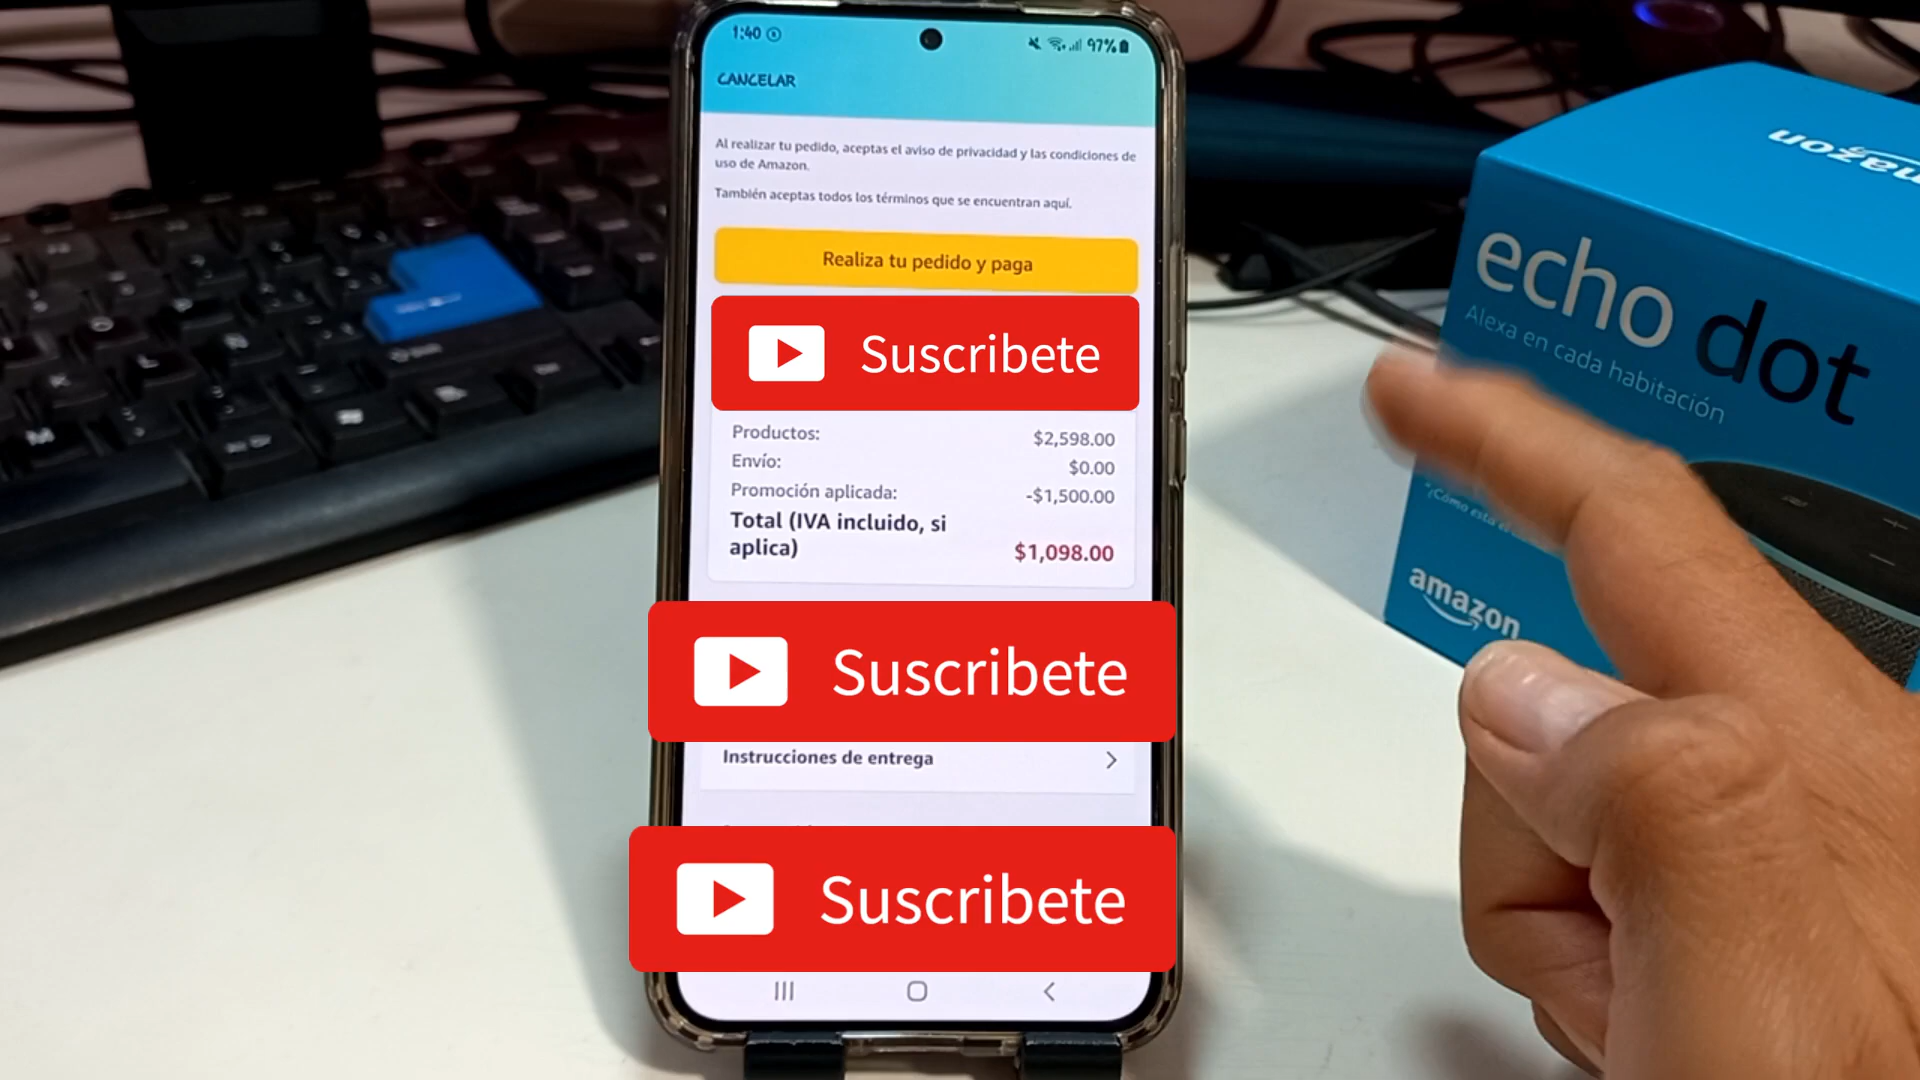 1:40
97%
CANCELAR
Al realizar tu pedido, aceptas el aviso de privacidad y las condiciones de
uso de Amazon.
También aceptas todos los términos que se encuentran aquí.
Realiza tu pedido y paga
Suscribete
Productos: $2,598.00
Envío: $0.00
Promoción aplicada: -$1,500.00
Total (IVA incluido, si
aplica) $1,098.00
Suscribete
Instrucciones de entrega
Suscribete
amazon
echo dot
Alexa en cada habitación
amazon